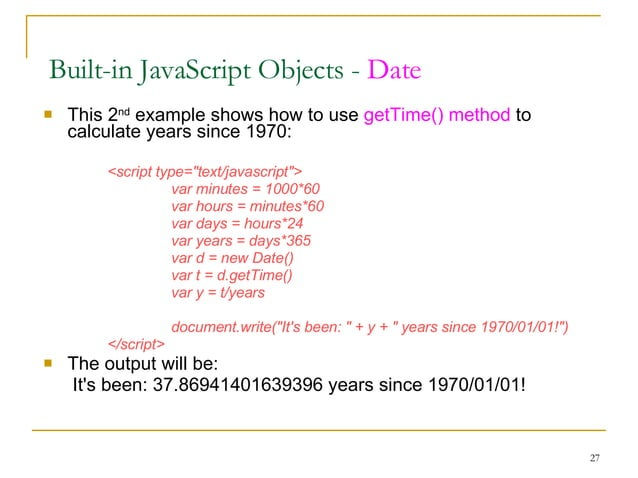 Built-in JavaScript Objects - Date
This 2nd example shows how to use getTime() method to
calculate years since 1970:
<script type="text/javascript">
var minutes = 1000*60
var hours = minutes*60
var days = hours*24
var years = days*365
var d = new Date()
var t = d.getTime()
var y = t/years
document.write("It's been: " + y + " years since 1970/01/01!")
</script>
The output will be:
It's been: 37.86941401639396 years since 1970/01/01!
27